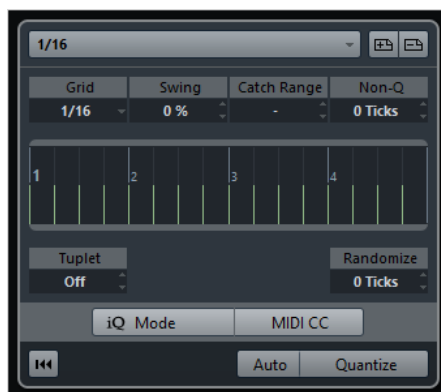 1/16
Grid Swing Catch Range Non-Q
1/16 0 % - 0 Ticks
1 2 3 4
Tuplet Randomize
Off 0 Ticks
iQ Mode MIDI CC
Auto Quantize